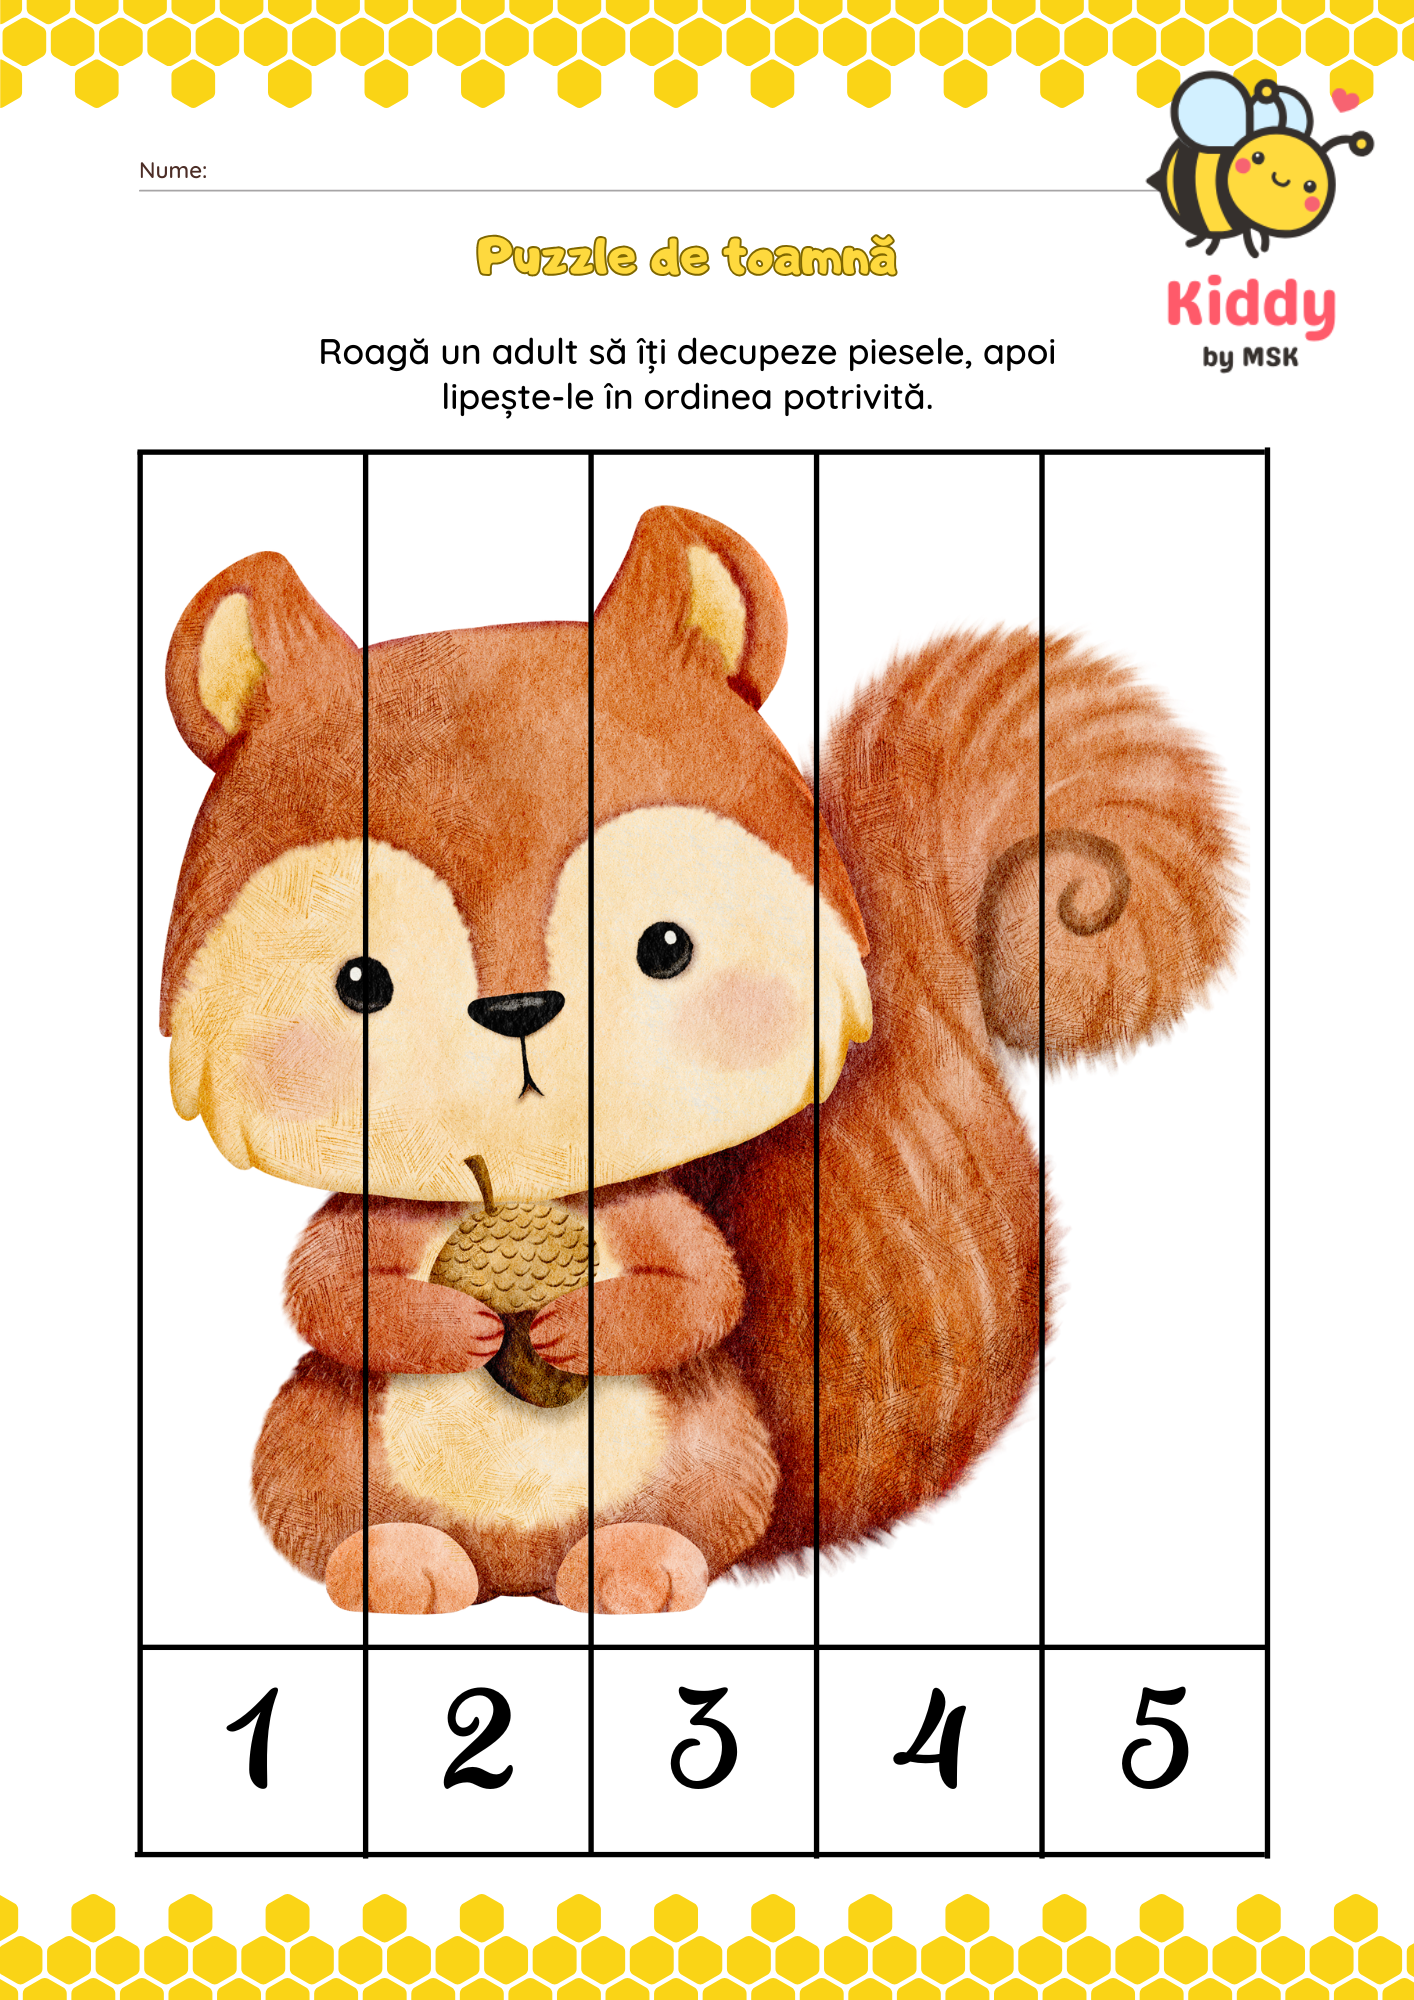 Nume:
Puzzle de toamnă
Kiddy
by MSK
Roagă un adult să îți decupeze piesele, apoi
lipește-le în ordinea potrivită.
1 2 3 4 5